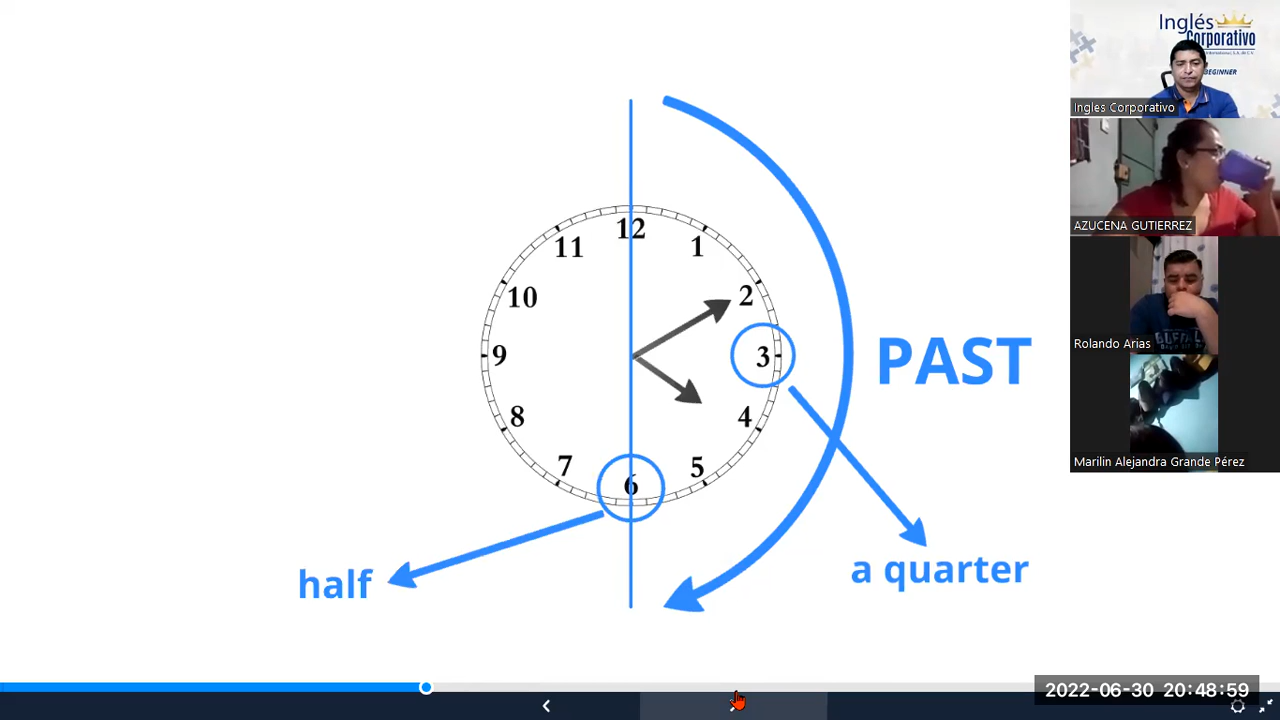 12
11
1
10
2
9
3
8
4
7
5
6
PAST
half
a quarter
Inglés
Corporativo
BEGINNER
Ingles Corporativo
AZUCENA GUTIERREZ
Rolando Arias
Marilin Alejandra Grande Pérez
2022-06-30 20:48:59